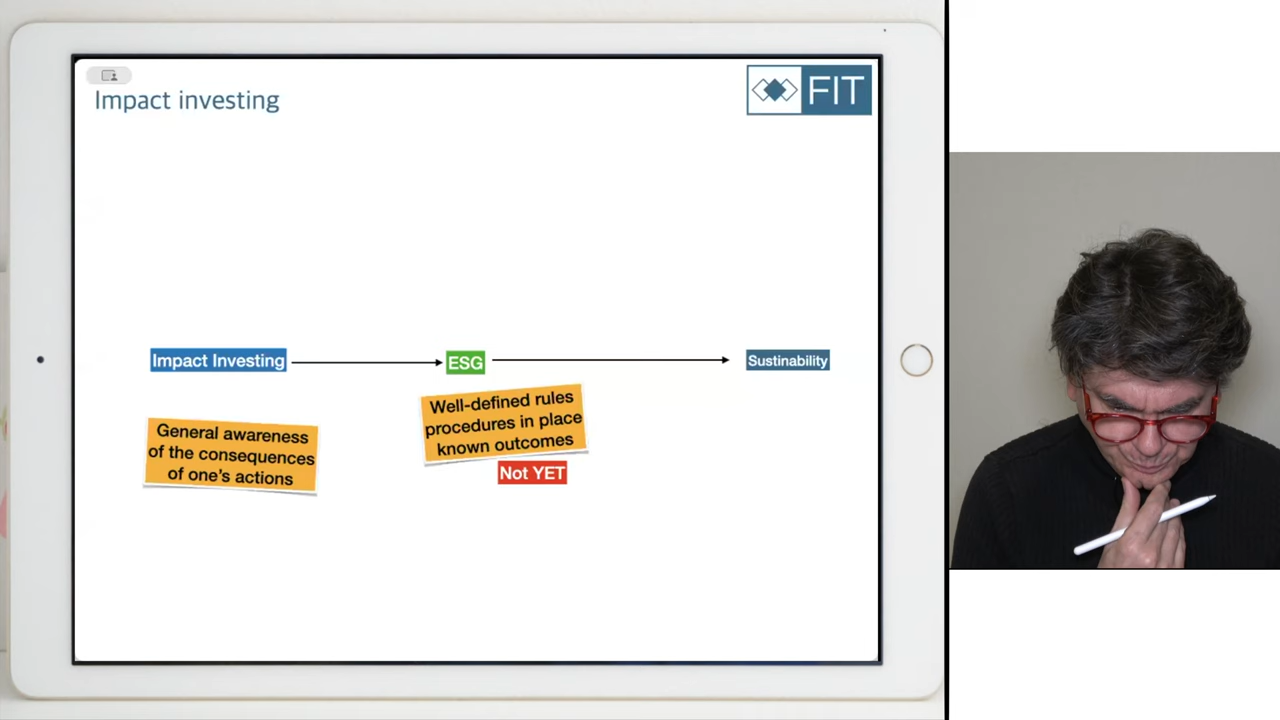 Impact investing
FIT
Impact Investing
ESG
Sustinability
General awareness
of the consequences
of one's actions
Well-defined rules
procedures in place
known outcomes
Not YET